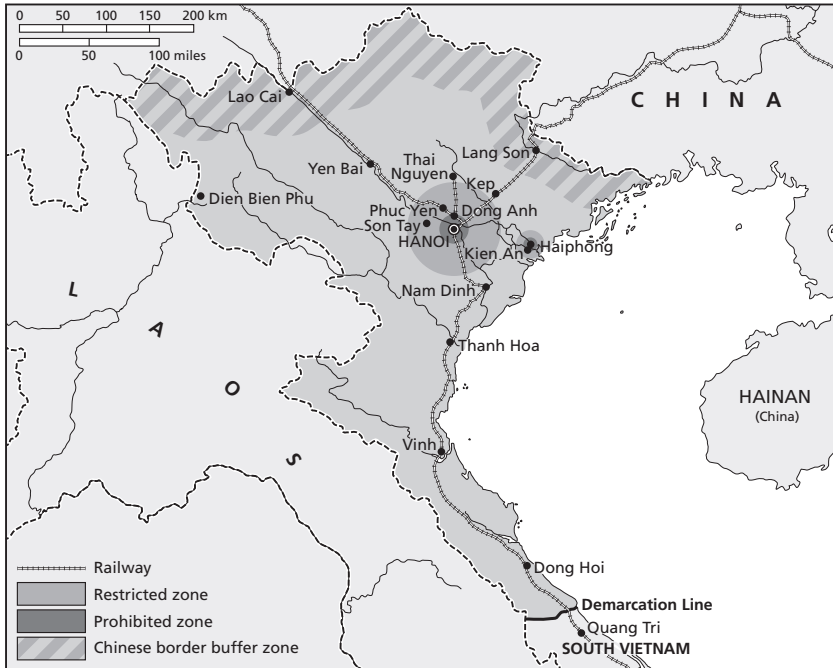 0 50 100 150 200 km
0 50 100 miles
CHINA
Lao Cai
Lang Son
Thai
Nguyen
Yen Bai
Kep
Dien Bien Phu
Phuc Yen
Dong Anh
Son Tay
HANOI
Haiphong
Kien An
Nam Dinh
LAOS
Thanh Hoa
HAINAN
(China)
Vinh
Dong Hoi
Railway
Restricted zone
Prohibited zone
Chinese border buffer zone
Demarcation Line
Quang Tri
SOUTH VIETNAM